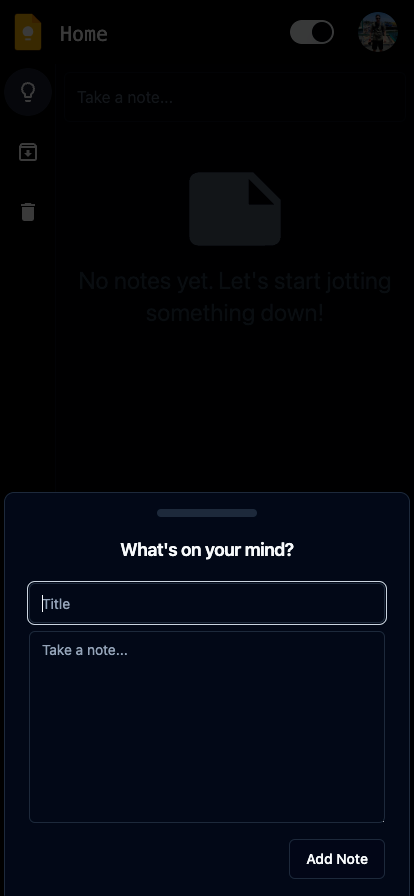 Home
Take a note...
No notes yet. Let's start jotting
something down!
What's on your mind?
Title
Take a note...
Add Note